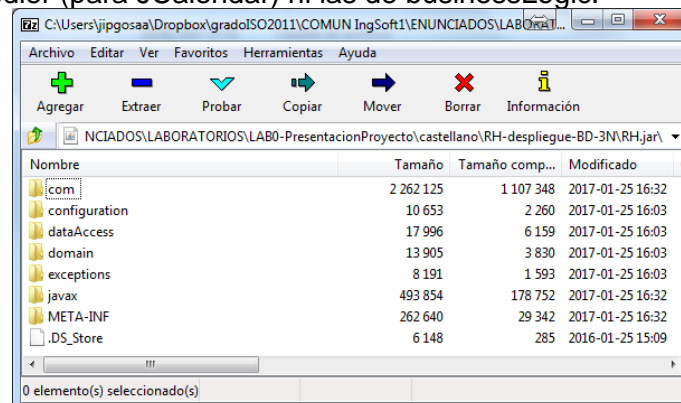 (para JCalendar) ni las de businessLogic.
C:\Users\jipgosaa\Dropbox\gradoISO2011\COMUN IngSoft1\ENUNCIADOS\LABORAT...
Archivo Editar Ver Favoritos Herramientas Ayuda
Agregar Extraer Probar Copiar Mover Borrar Información
NCIADOS\LABORATORIOS\LAB0-PresentacionProyecto\castellano\RH-despliegue-BD-3N\RH.jar\
Nombre Tamaño Tamaño comp... Modificado
com 2 262 125 1 107 348 2017-01-25 16:32
configuration 10 653 2 260 2017-01-25 16:03
dataAccess 17 996 6 159 2017-01-25 16:03
domain 13 905 3 830 2017-01-25 16:03
exceptions 8 191 1 593 2017-01-25 16:03
javax 493 854 178 752 2017-01-25 16:32
META-INF 262 640 29 342 2017-01-25 16:32
.DS_Store 6 148 285 2016-01-25 15:09
0 elemento(s) seleccionado(s)